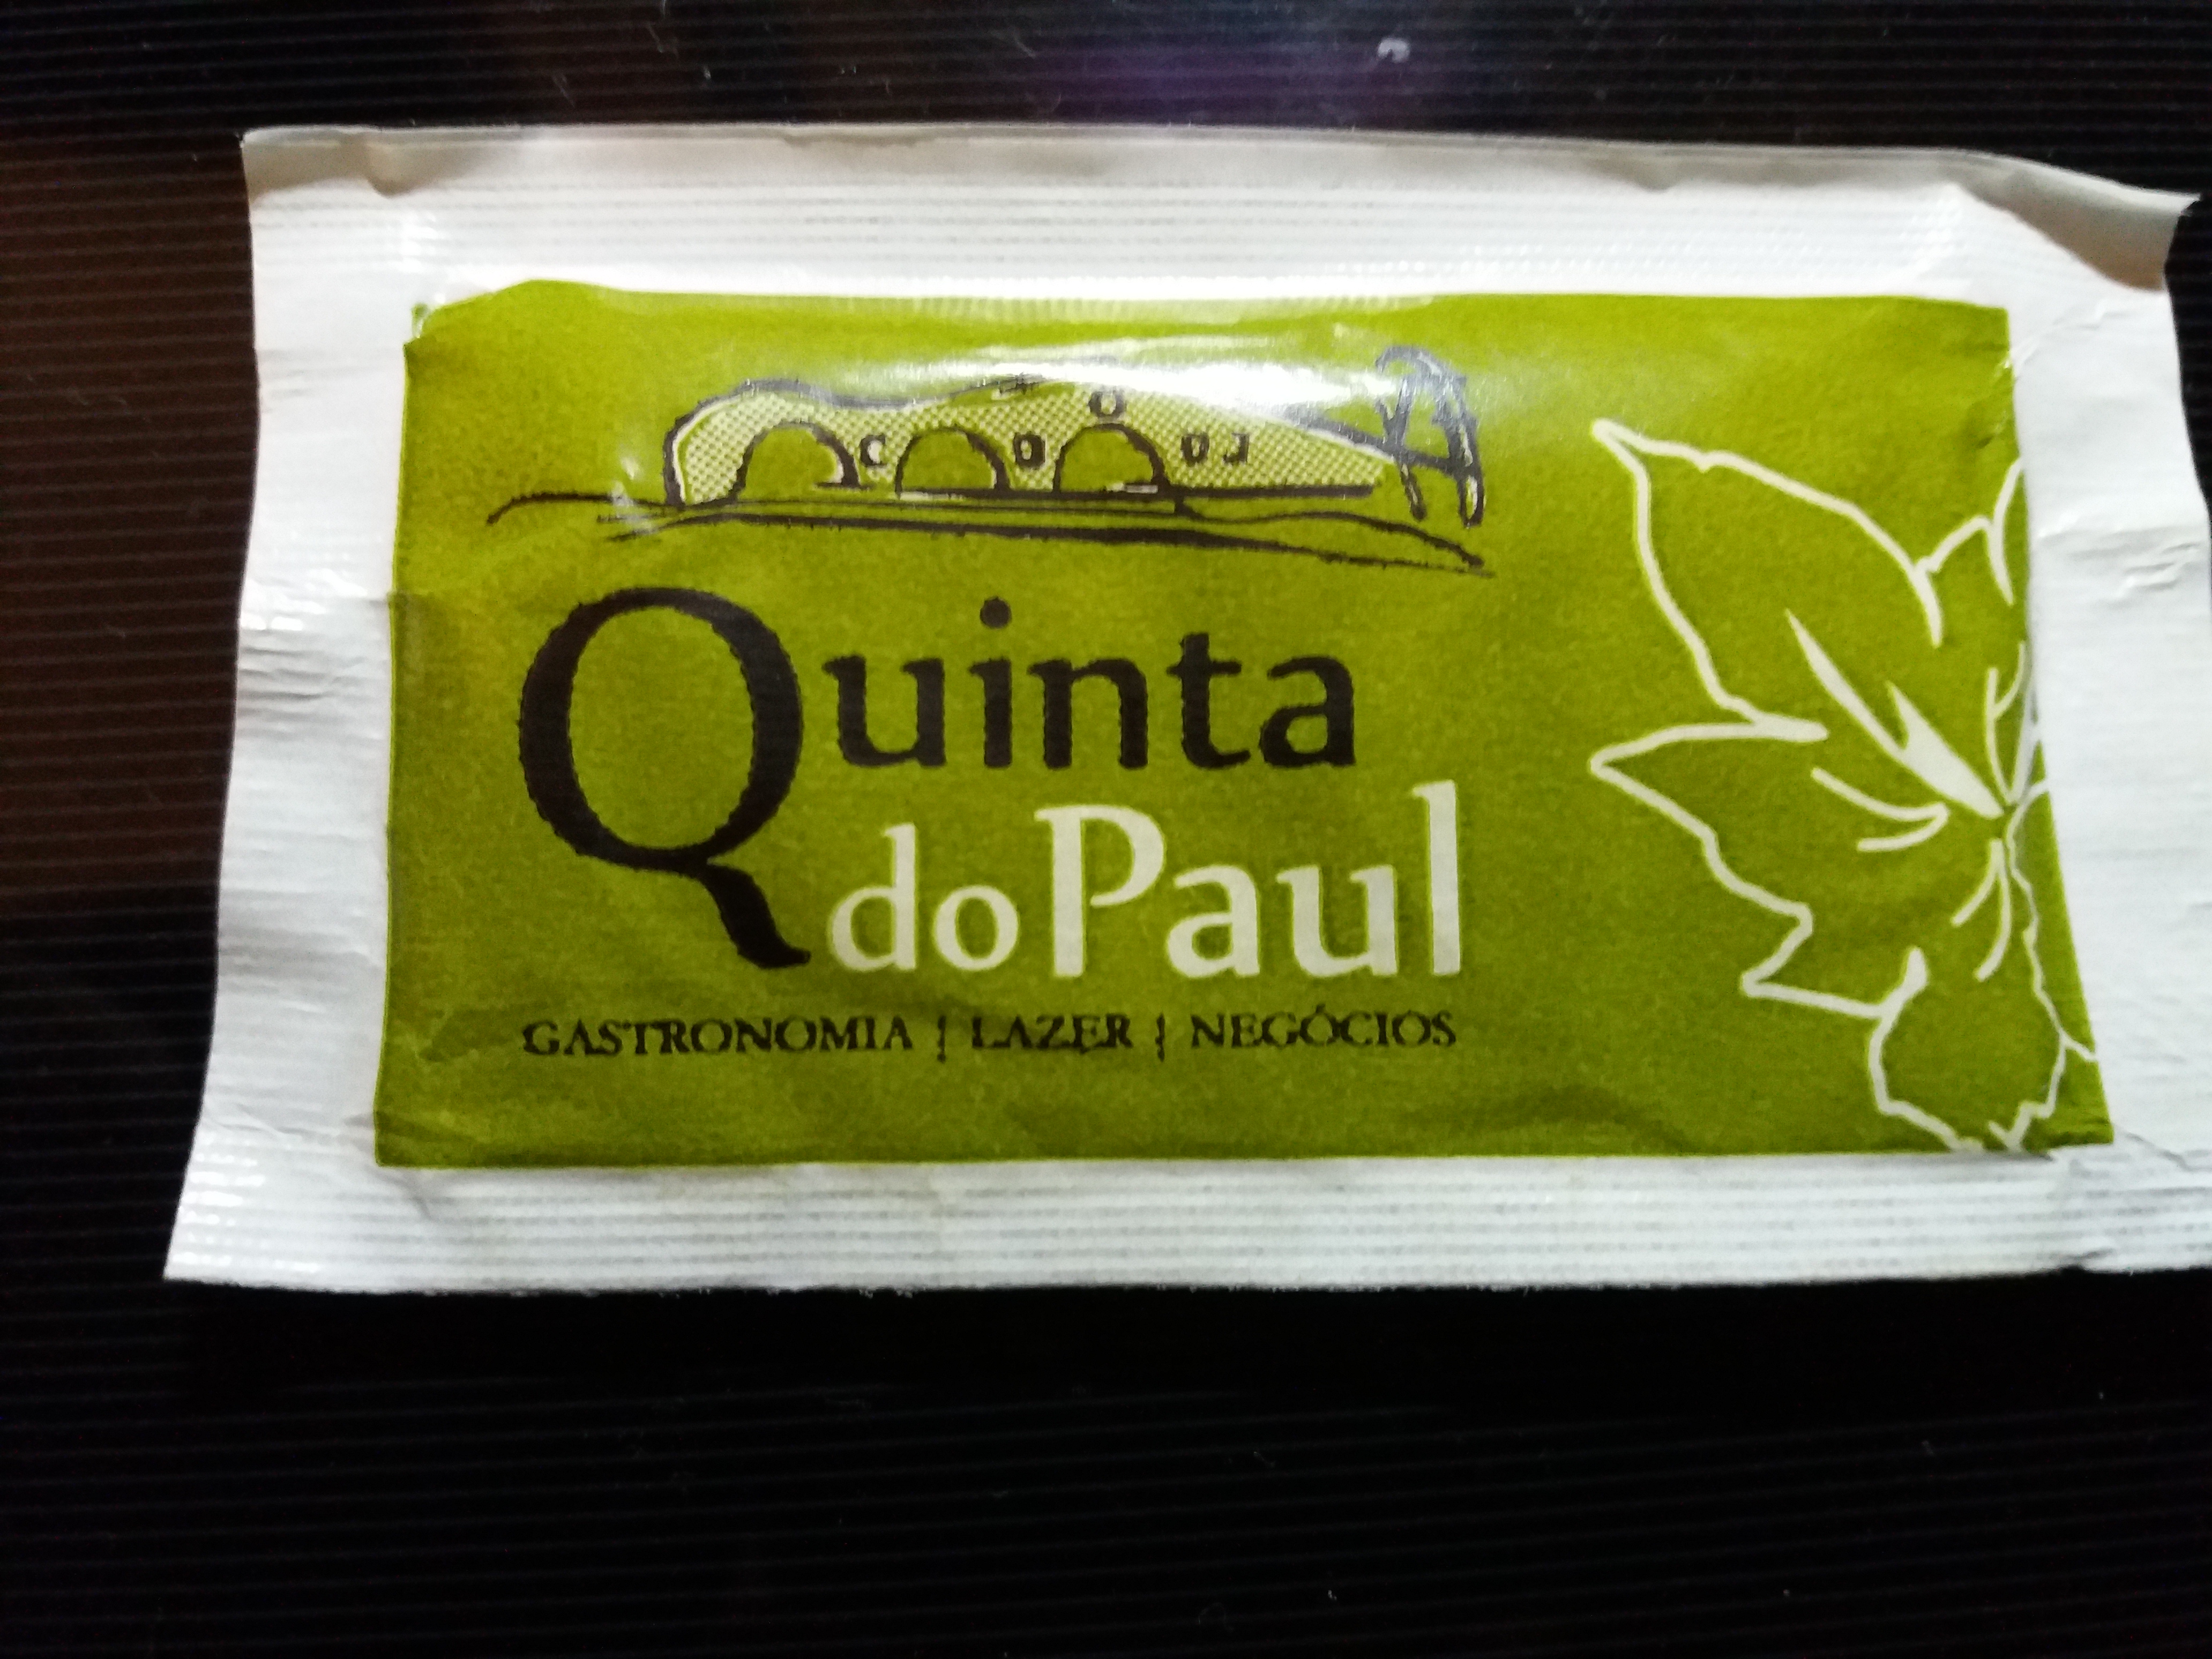 Quinta
do Paul
GASTRONOMIA | LAZER | NEGÓCIOS